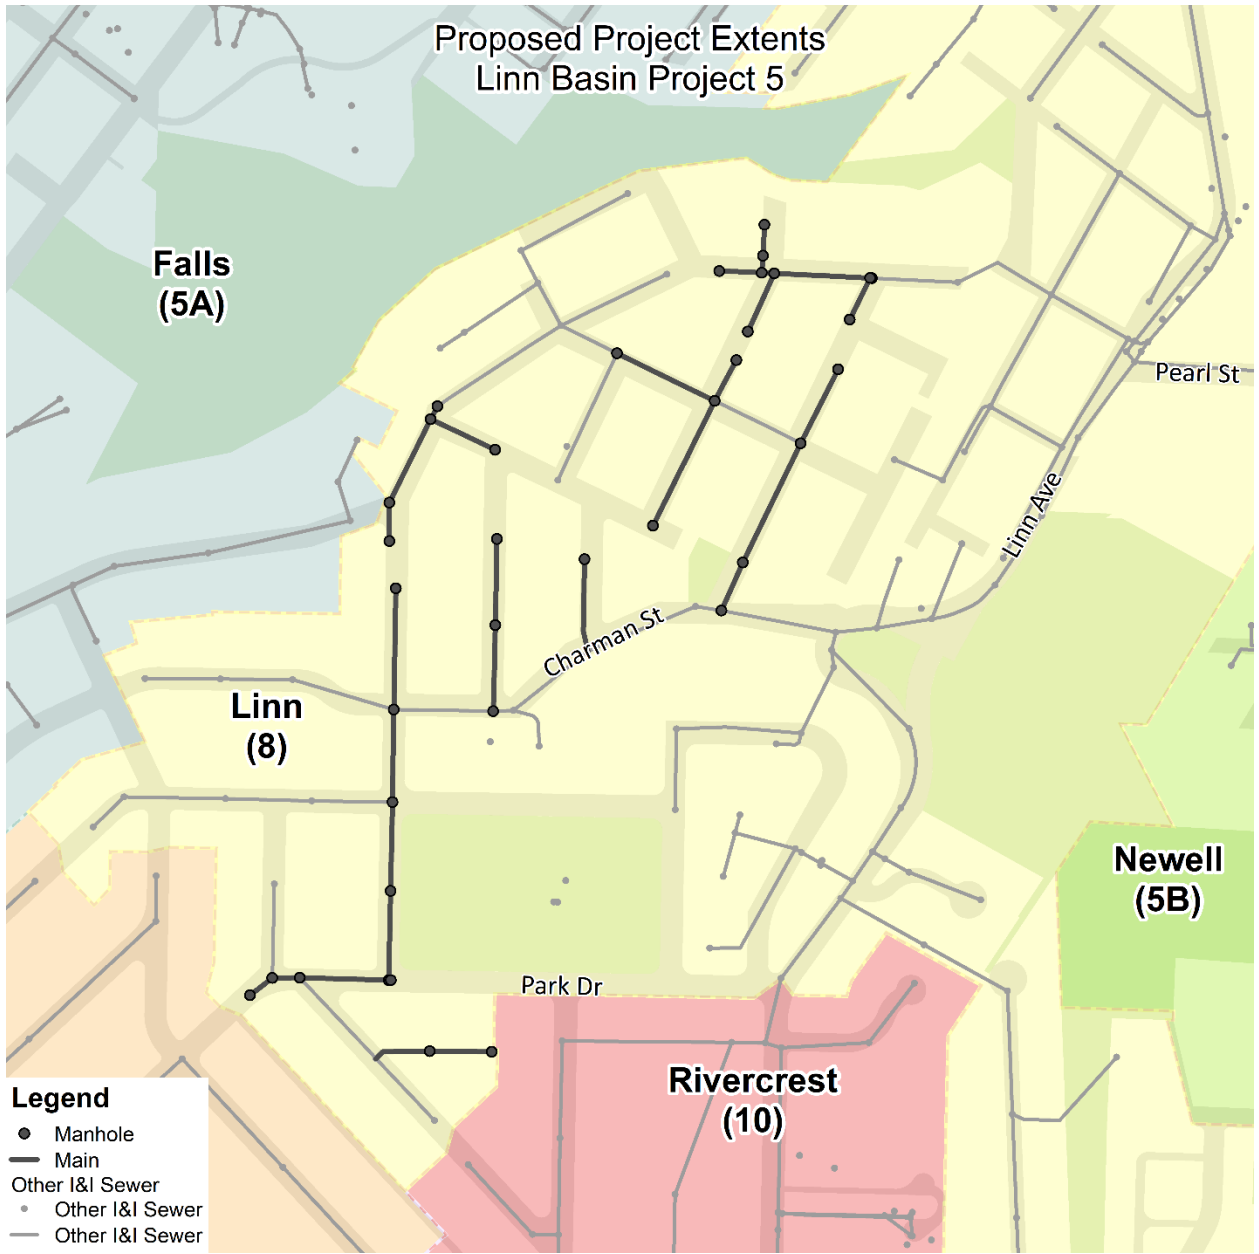 Proposed Project Extents
Linn Basin Project 5
Falls
(5A)
Pearl St
Linn Ave
Charman St
Linn
(8)
Newell
(5B)
Park Dr
Rivercrest
(10)
Legend
Manhole
Main
Other I&I Sewer
Other I&I Sewer
Other I&I Sewer